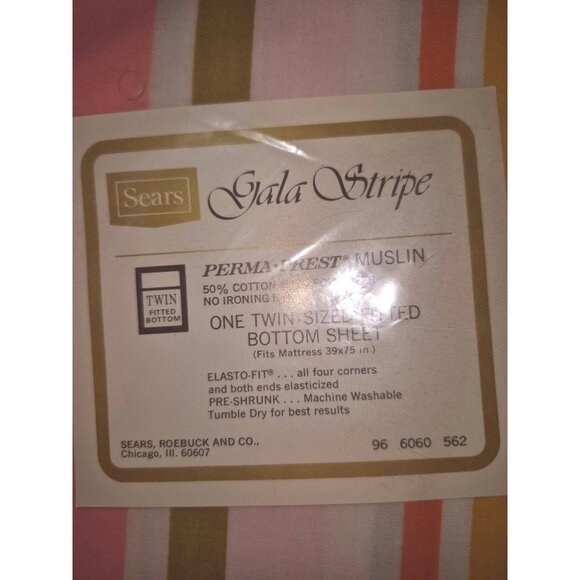 Sears
Gala Stripe
PERMA-PREST® MUSLIN
50% COTTON
NO IRONING
TWIN
FITTED
BOTTOM
ONE TWIN-SIZED FITTED
BOTTOM SHEET
(Fits Mattress 39x75 in.)
ELASTO-FIT® . . . all four corners
and both ends elasticized
PRE-SHRUNK . . . Machine Washable
Tumble Dry for best results
SEARS, ROEBUCK AND CO.,
Chicago, Ill. 60607
96 6060 562